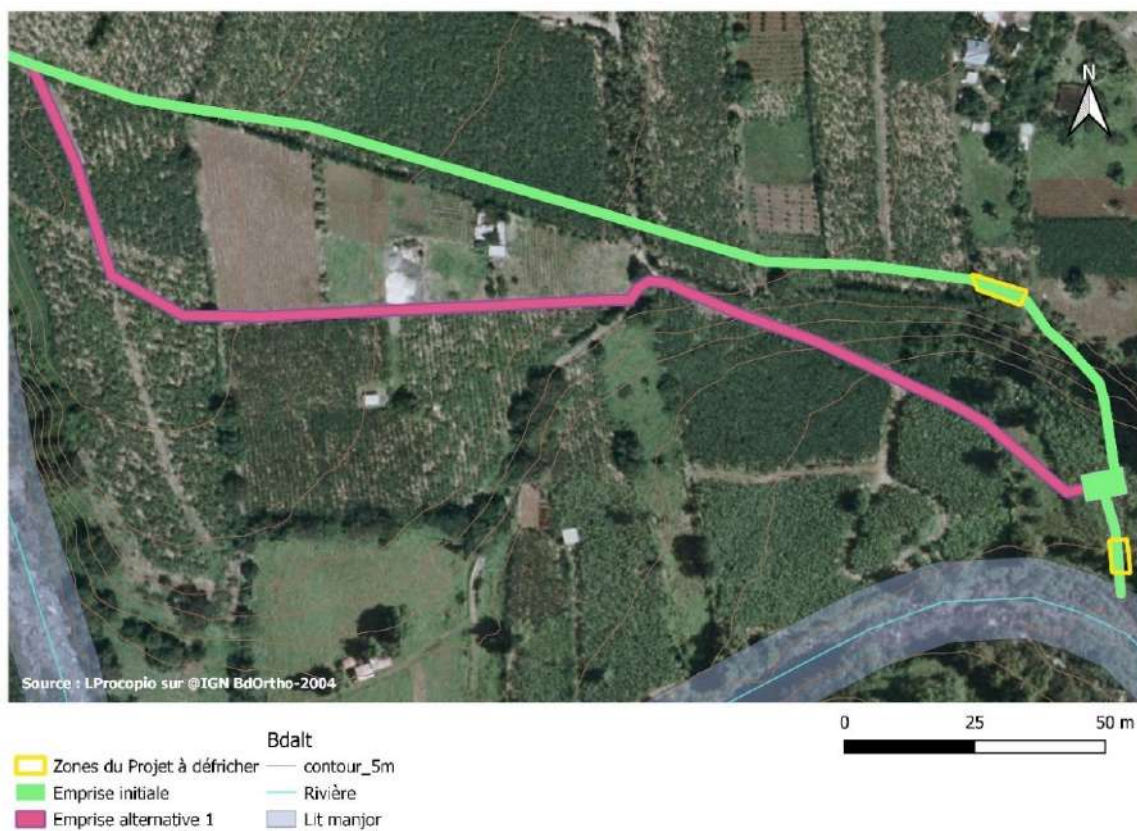 N
Source : LProcopio sur @IGN BdOrtho-2004
0 25 50 m
Bdalt
Zones du Projet à défricher
contour_5m
Emprise initiale
Rivière
Emprise alternative 1
Lit manjor